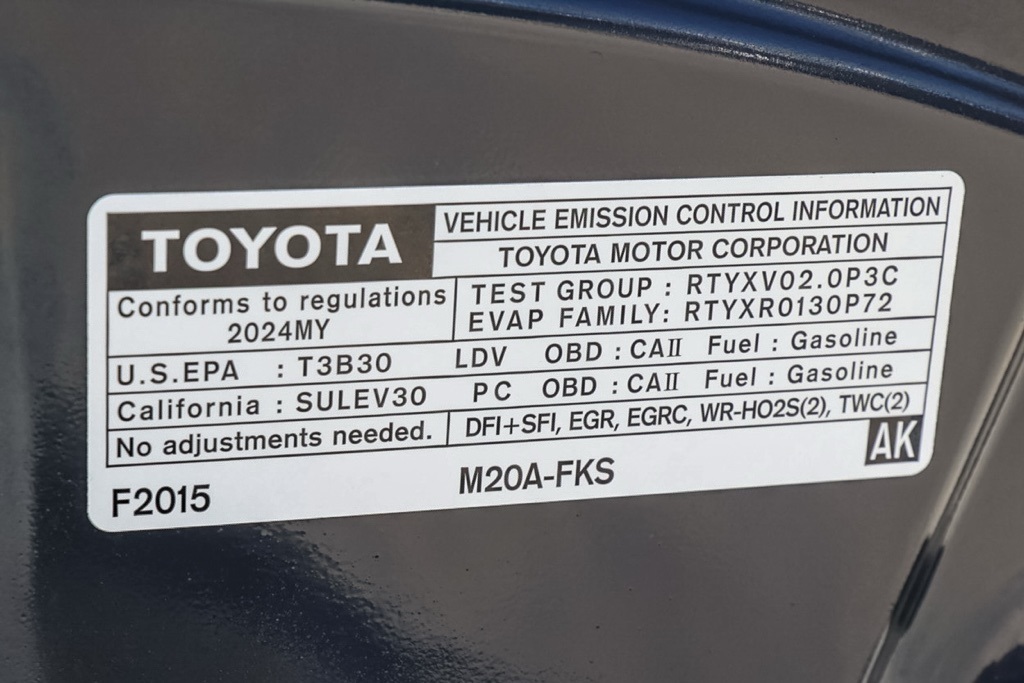 TOYOTA
VEHICLE EMISSION CONTROL INFORMATION
TOYOTA MOTOR CORPORATION
Conforms to regulations
2024MY
TEST GROUP : RTYXV02.0P3C
EVAP FAMILY: RTYXR0130P72
U.S.EPA : T3B30 LDV OBD : CAII Fuel : Gasoline
California : SULEV30 PC OBD : CAII Fuel : Gasoline
No adjustments needed. DFI+SFI, EGR, EGRC, WR-HO2S(2), TWC(2)
F2015 M20A-FKS AK